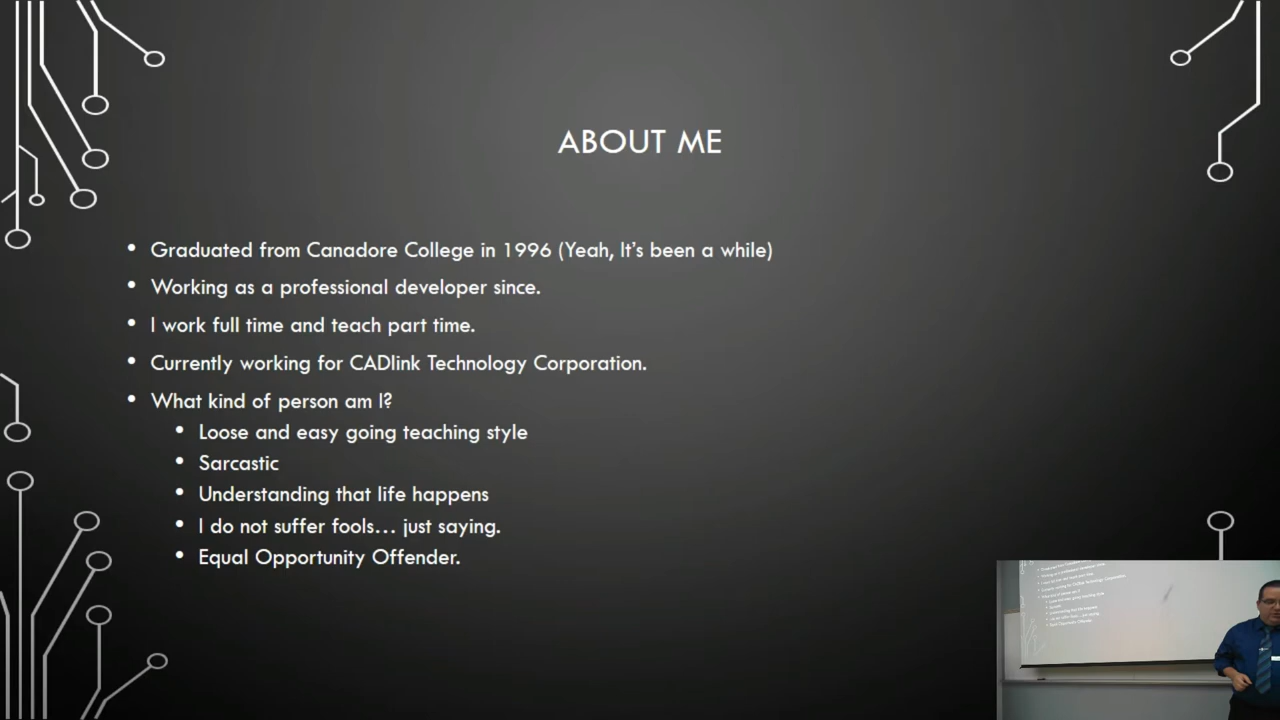 ABOUT ME
• Graduated from Canadore College in 1996 (Yeah, It's been a while)
• Working as a professional developer since.
• I work full time and teach part time.
• Currently working for CADlink Technology Corporation.
• What kind of person am I?
• Loose and easy going teaching style
• Sarcastic
• Understanding that life happens
• I do not suffer fools… just saying.
• Equal Opportunity Offender.